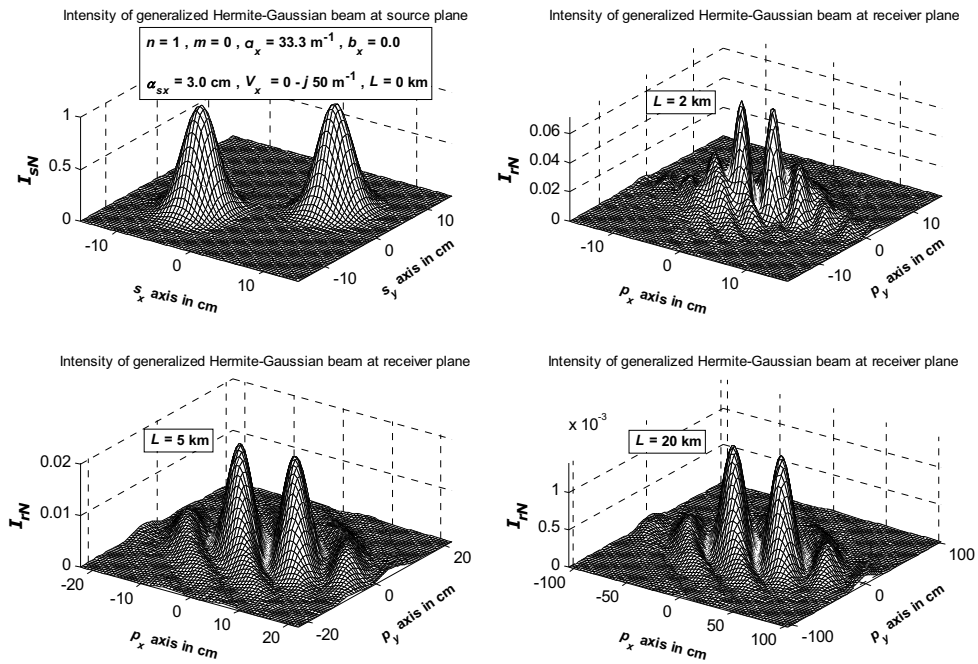 Intensity of generalized Hermite-Gaussian beam at source plane
n = 1 , m = 0 , a_x = 33.3 m^-1 , b_x = 0.0
α_sx = 3.0 cm , V_x = 0 - j 50 m^-1 , L = 0 km
1
0.5
0
I_sN
-10
0
10
s_x axis in cm
-10
0
10
s_y axis in cm
Intensity of generalized Hermite-Gaussian beam at receiver plane
L = 2 km
0.06
0.04
0.02
0
I_rN
-10
0
10
p_x axis in cm
-10
0
10
p_y axis in cm
Intensity of generalized Hermite-Gaussian beam at receiver plane
L = 5 km
0.02
0.01
0
I_rN
-20
-10
0
10
20
p_x axis in cm
-20
0
20
p_y axis in cm
Intensity of generalized Hermite-Gaussian beam at receiver plane
x 10^-3
L = 20 km
1
0.5
0
I_rN
-100
-50
0
50
100
p_x axis in cm
-100
0
100
p_y axis in cm